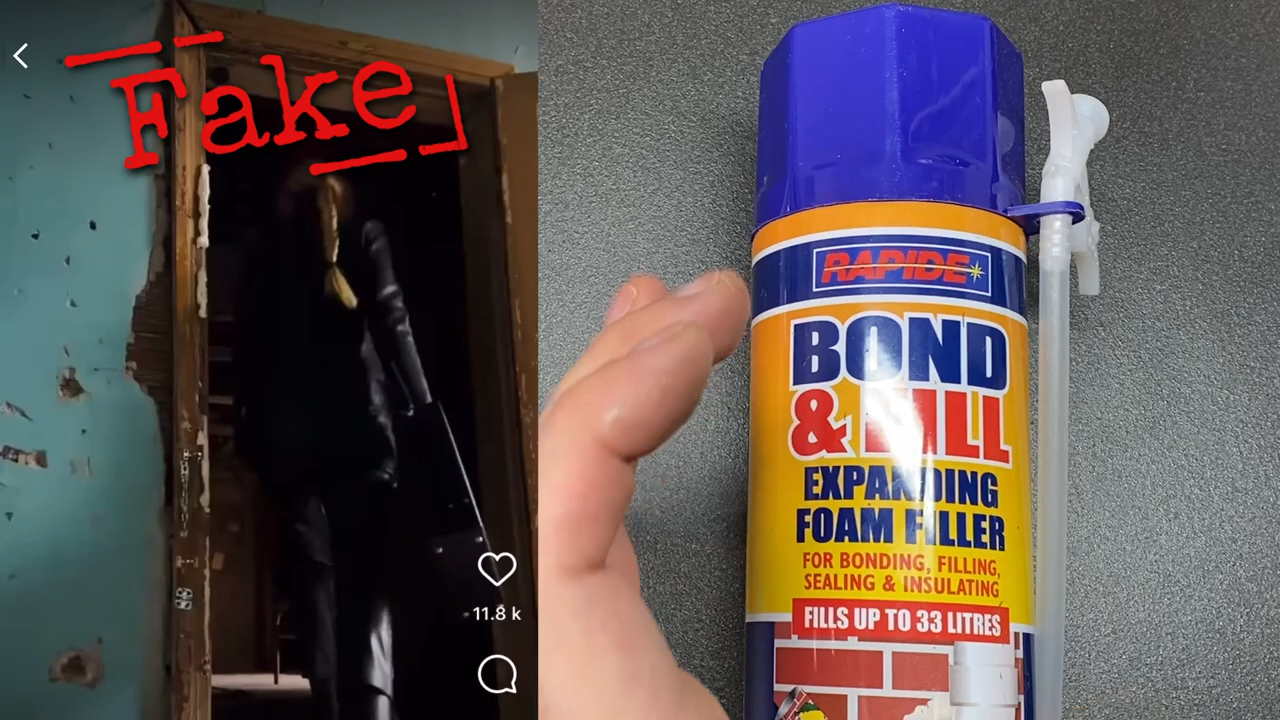 Fake
11.8 k
RAPIDE
BOND
& FILL
EXPANDING
FOAM FILLER
FOR BONDING, FILLING,
SEALING & INSULATING
FILLS UP TO 33 LITRES